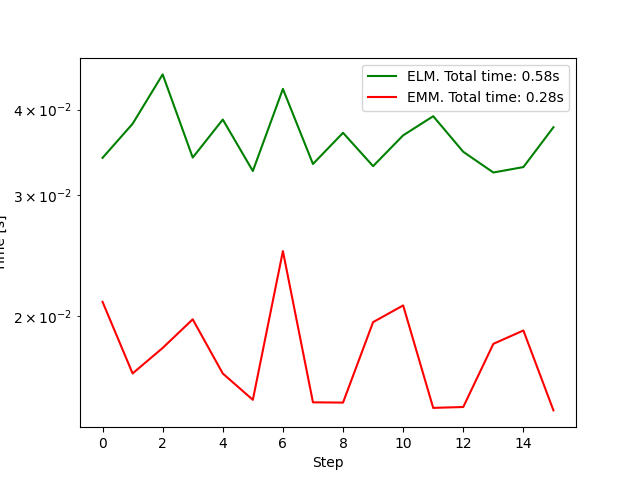 ELM. Total time: 0.58s
EMM. Total time: 0.28s
4 × 10⁻²
3 × 10⁻²
2 × 10⁻²
[s]
0 2 4 6 8 10 12 14
Step